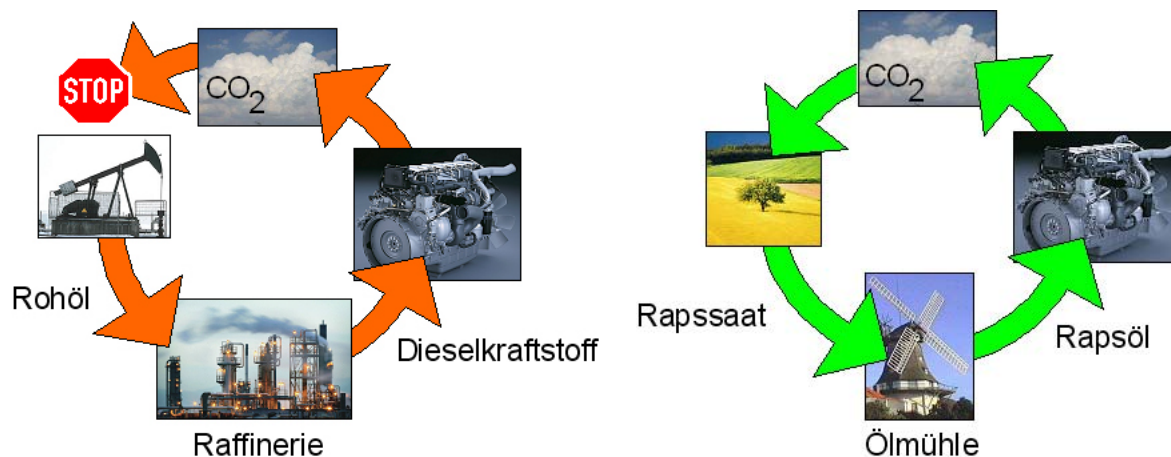 CO2
STOP
Rohöl
Dieselkraftstoff
Raffinerie
CO2
Rapssaat
Rapsöl
Ölmühle